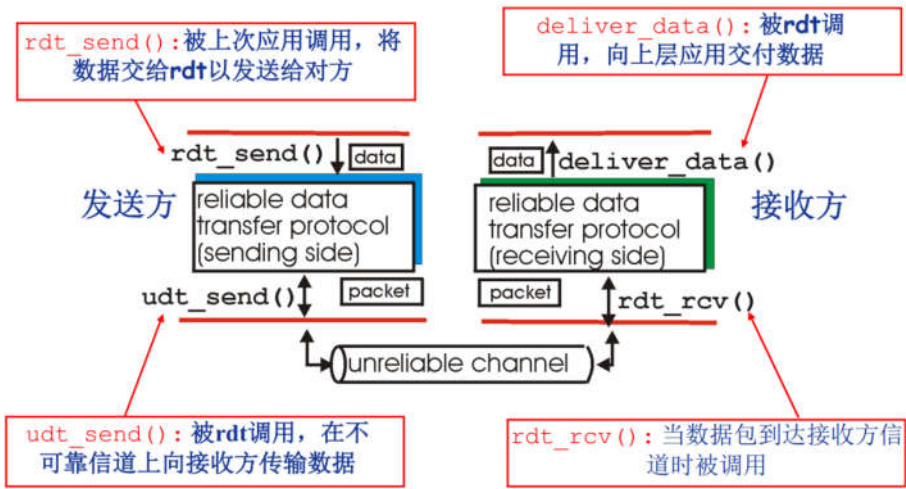 rdt_send():被上次应用调用，将
数据交给rdt以发送给对方
deliver_data():被rdt调
用，向上层应用交付数据
rdt_send()
data
data
deliver_data()
发送方
reliable data
transfer protocol
(sending side)
reliable data
transfer protocol
(receiving side)
接收方
udt_send()
packet
packet
rdt_rcv()
unreliable channel
udt_send():被rdt调用，在不
可靠信道上向接收方传输数据
rdt_rcv():当数据包到达接收方信
道时被调用